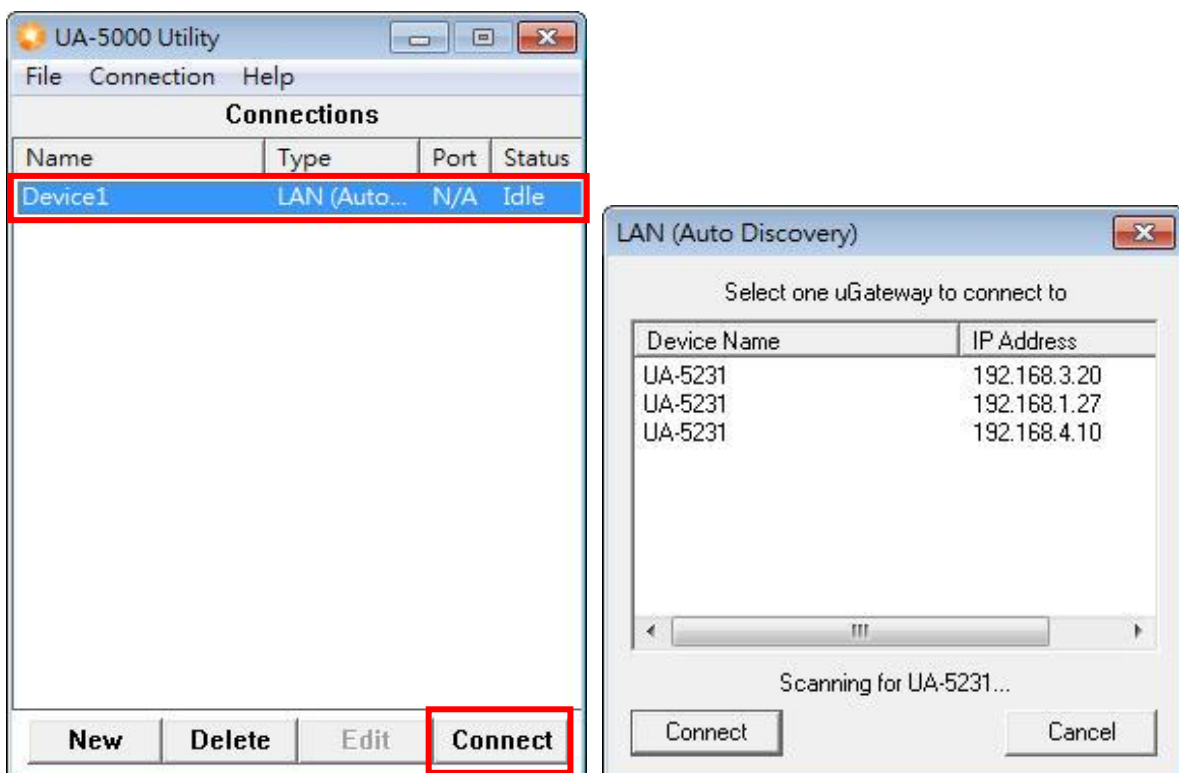 UA-5000 Utility
File Connection Help
Connections
Name Type Port Status
Device1 LAN (Auto... N/A Idle
New Delete Edit Connect
LAN (Auto Discovery)
Select one uGateway to connect to
Device Name IP Address
UA-5231 192.168.3.20
UA-5231 192.168.1.27
UA-5231 192.168.4.10
Scanning for UA-5231...
Connect Cancel